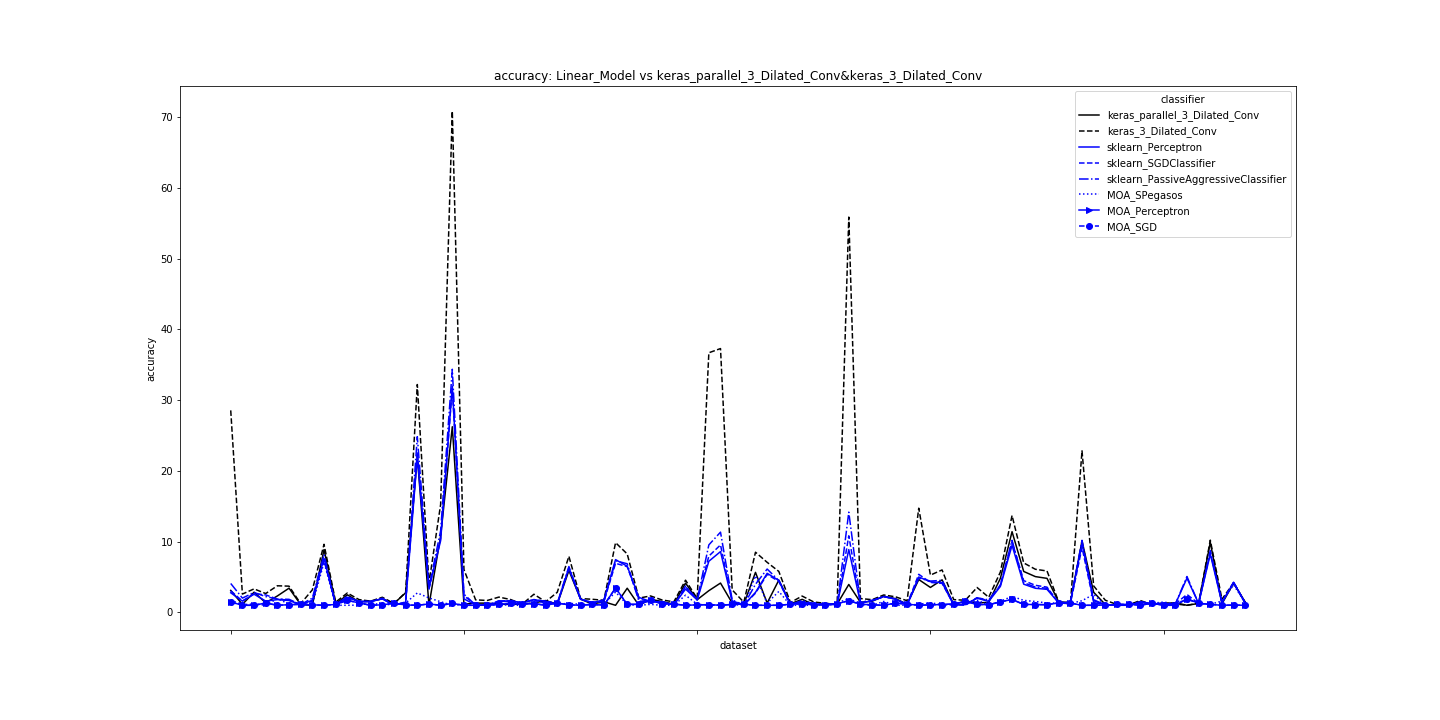 accuracy: Linear_Model vs keras_parallel_3_Dilated_Conv&keras_3_Dilated_Conv
classifier
keras_parallel_3_Dilated_Conv
keras_3_Dilated_Conv
sklearn_Perceptron
sklearn_SGDClassifier
sklearn_PassiveAggressiveClassifier
MOA_SPegasos
MOA_Perceptron
MOA_SGD
70
60
50
40
30
20
10
0
accuracy
dataset